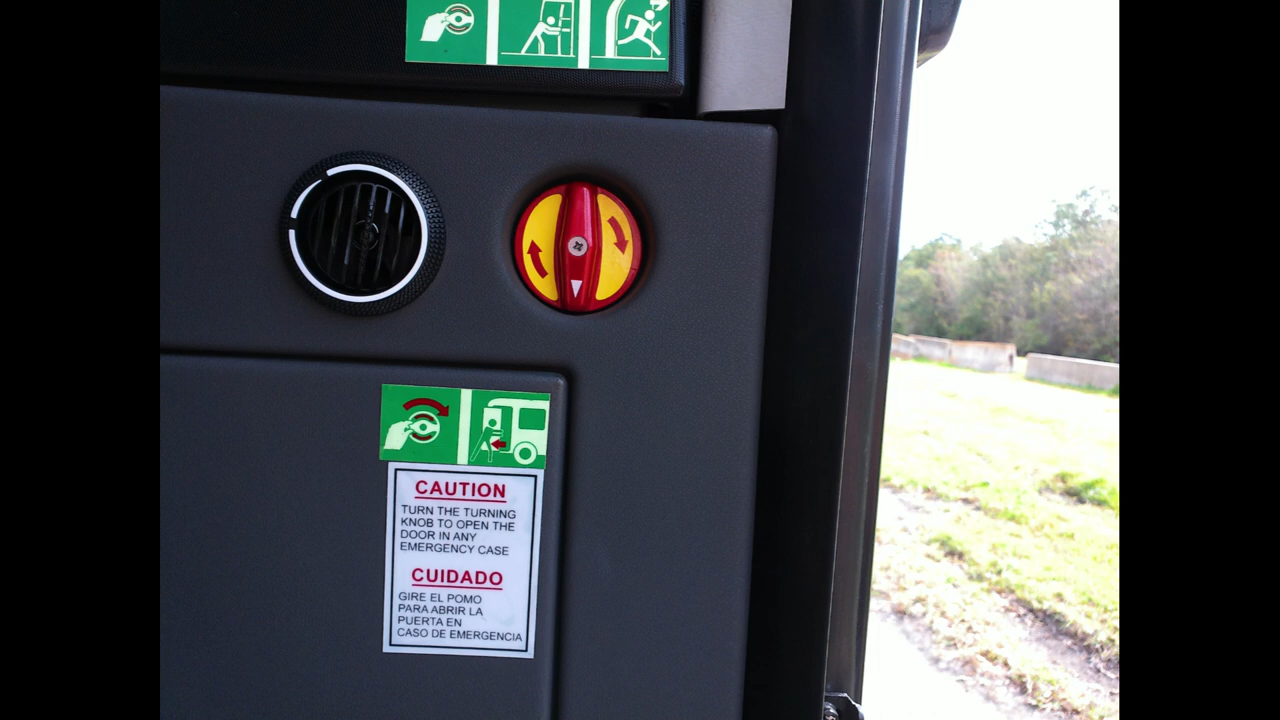 CAUTION
TURN THE TURNING
KNOB TO OPEN THE
DOOR IN ANY
EMERGENCY CASE
CUIDADO
GIRE EL POMO
PARA ABRIR LA
PUERTA EN
CASO DE EMERGENCIA